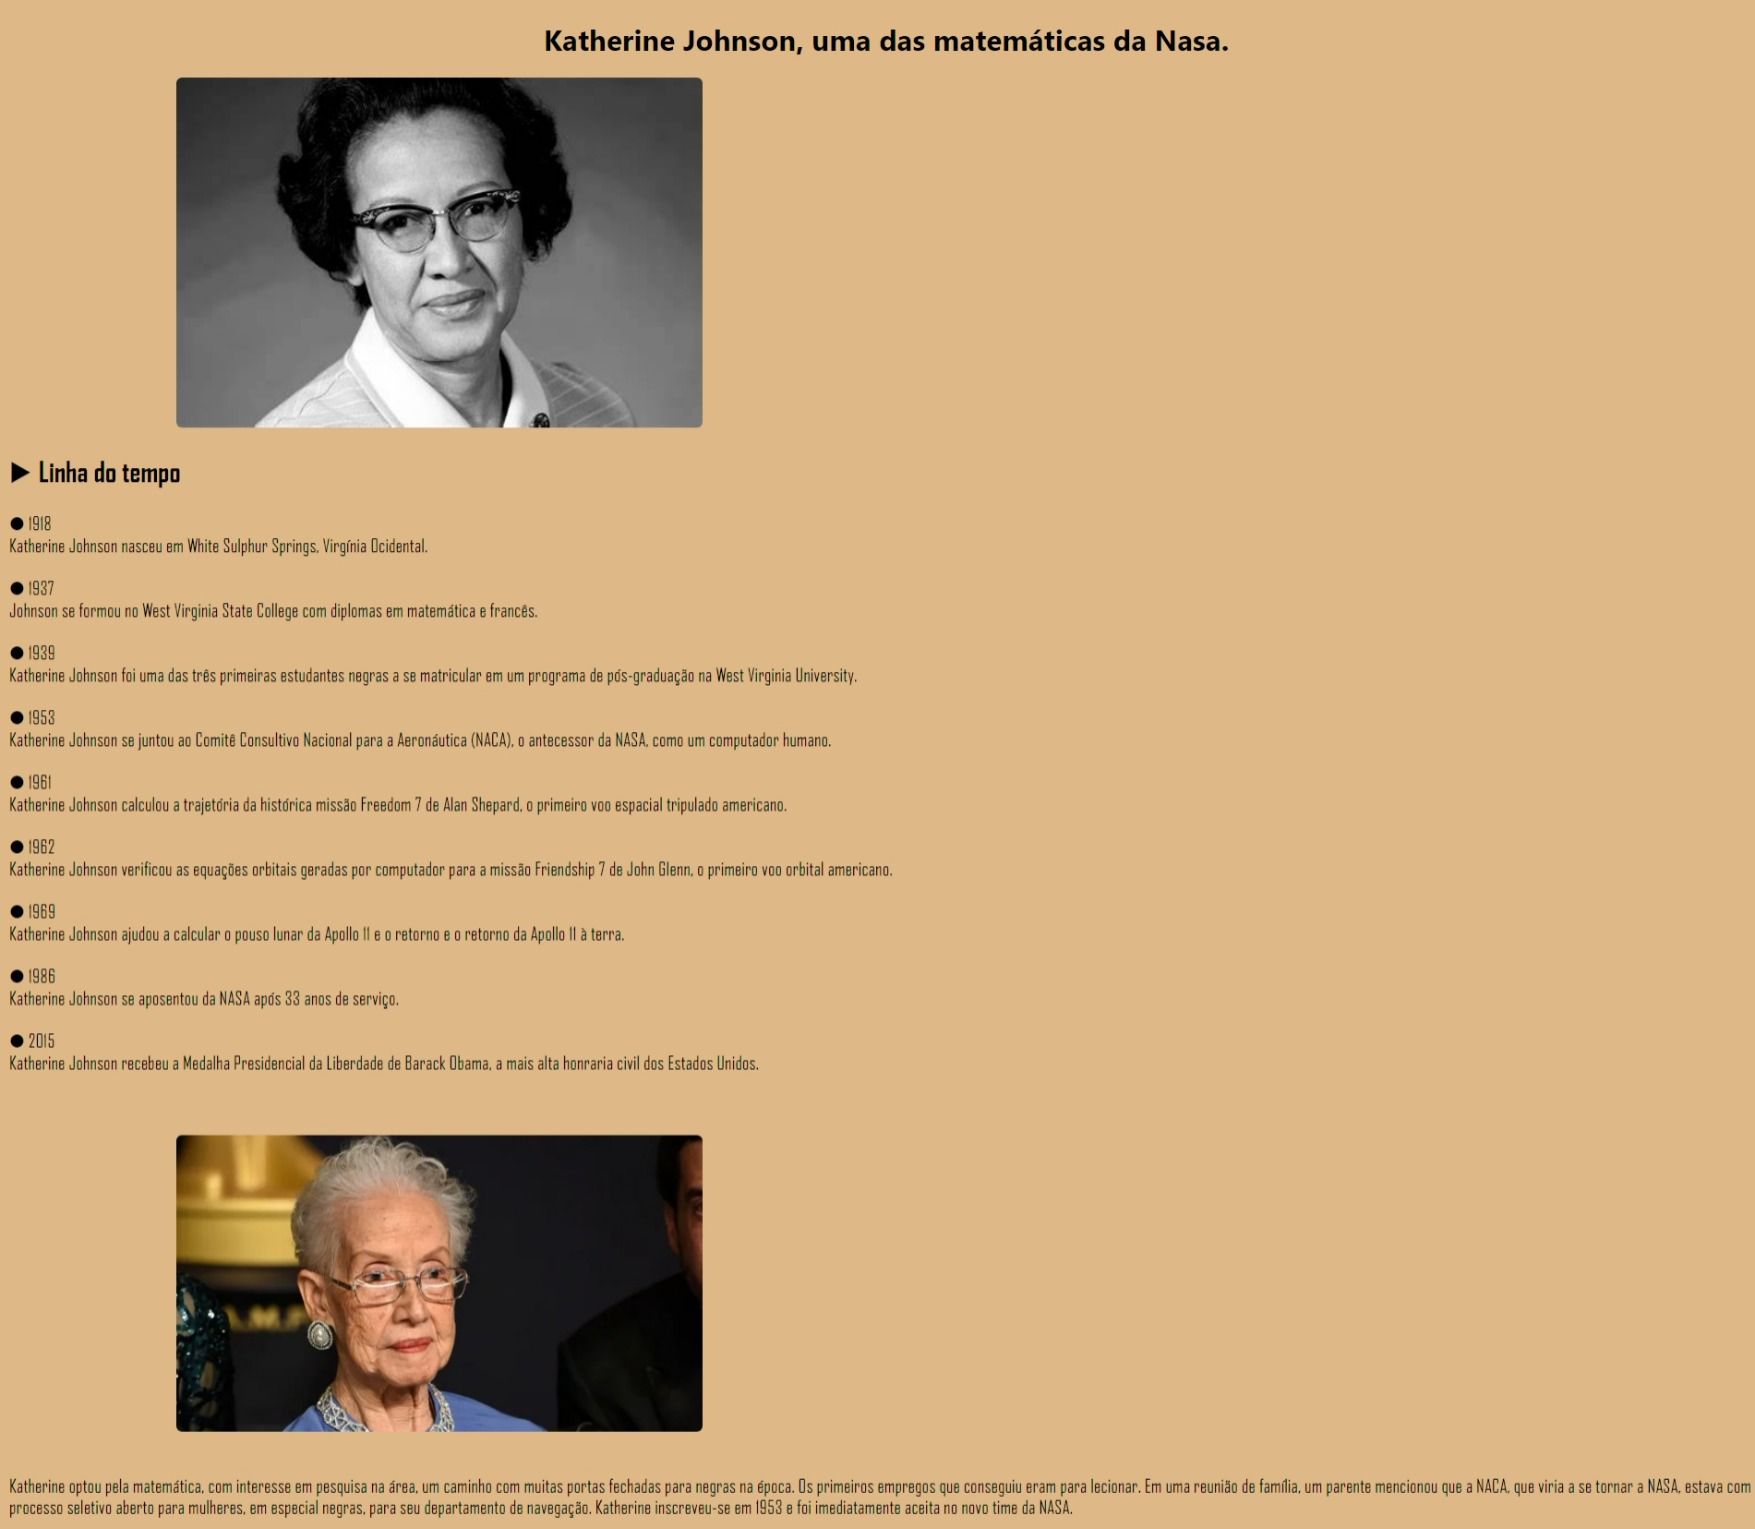 Katherine Johnson, uma das matemáticas da Nasa.
▶ Linha do tempo
● 1918
Katherine Johnson nasceu em White Sulphur Springs, Virgínia Ocidental.
● 1937
Johnson se formou no West Virginia State College com diplomas em matemática e francês.
● 1939
Katherine Johnson foi uma das três primeiras estudantes negras a se matricular em um programa de pós-graduação na West Virginia University.
● 1953
Katherine Johnson se juntou ao Comitê Consultivo Nacional para a Aeronáutica (NACA), o antecessor da NASA, como um computador humano.
● 1961
Katherine Johnson calculou a trajetória da histórica missão Freedom 7 de Alan Shepard, o primeiro voo espacial tripulado americano.
● 1962
Katherine Johnson verificou as equações orbitais geradas por computador para a missão Friendship 7 de John Glenn, o primeiro voo orbital americano.
● 1969
Katherine Johnson ajudou a calcular o pouso lunar da Apollo 11 e o retorno e o retorno da Apollo 11 à terra.
● 1986
Katherine Johnson se aposentou da NASA após 33 anos de serviço.
● 2015
Katherine Johnson recebeu a Medalha Presidencial da Liberdade de Barack Obama, a mais alta honraria civil dos Estados Unidos.
Katherine optou pela matemática, com interesse em pesquisa na área, um caminho com muitas portas fechadas para negras na época. Os primeiros empregos que conseguiu eram para lecionar. Em uma reunião de família, um parente mencionou que a NACA, que viria a se tornar a NASA, estava com
processo seletivo aberto para mulheres, em especial negras, para seu departamento de navegação. Katherine inscreveu-se em 1953 e foi imediatamente aceita no novo time da NASA.